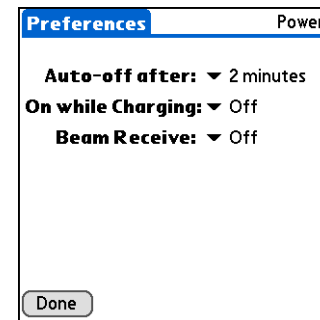 Preferences Power
Auto-off after: 2 minutes
On while Charging: Off
Beam Receive: Off
Done